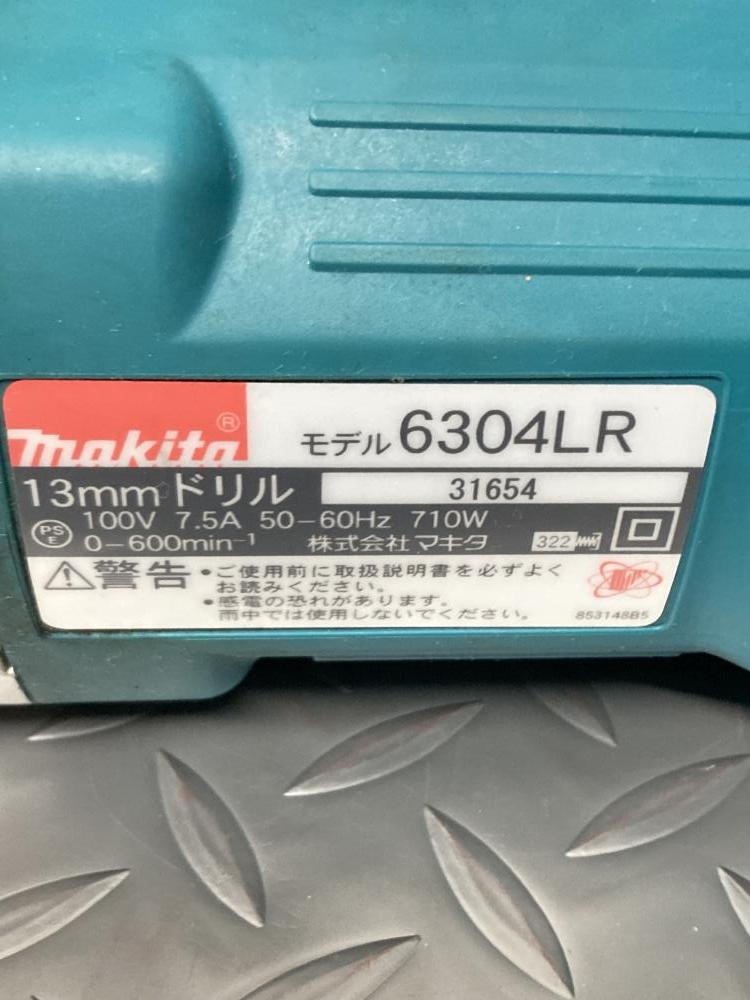 makita®
モデル 6304LR
13mmドリル 31654
PSE 100V 7.5A 50-60Hz 710W
0-600min⁻¹ 株式会社マキタ 322
警告 •ご使用前に取扱説明書を必ずよく
お読みください。
•感電の恐れがあります。
雨中では使用しないでください。 853148B5